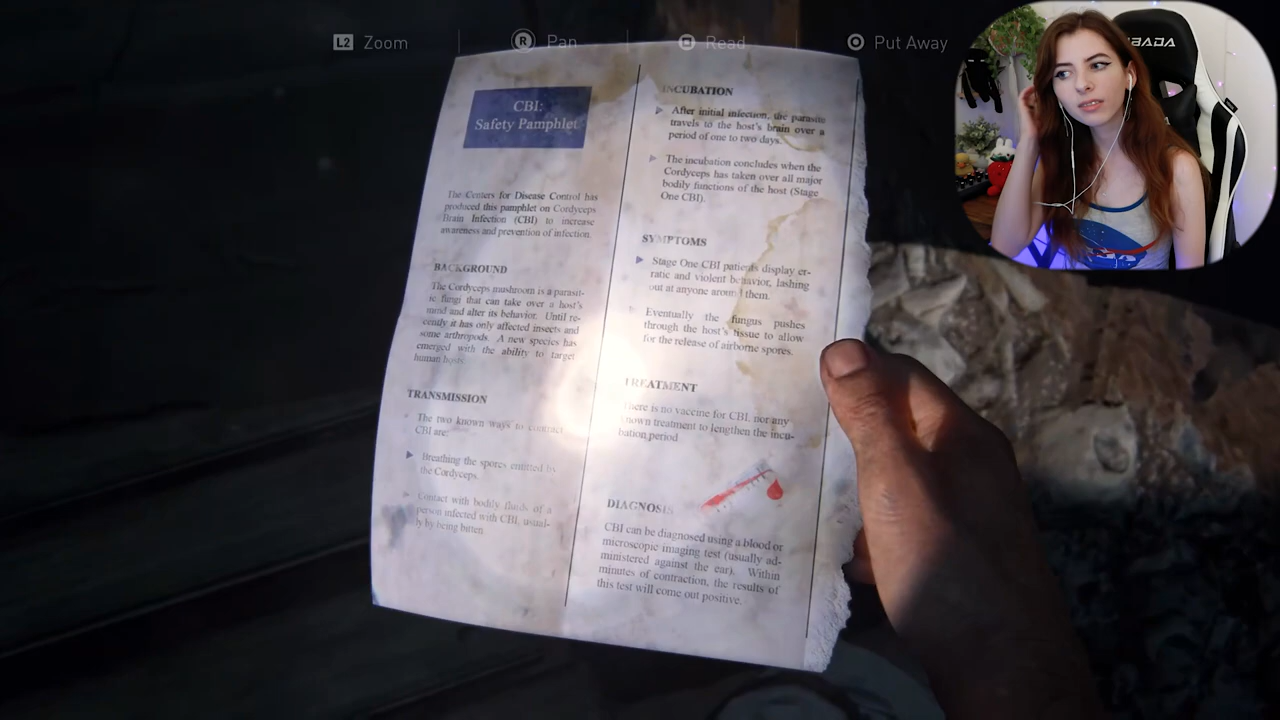 L2 Zoom
R Pan
Read
Put Away
BADA
CBI:
Safety Pamphlet
The Centers for Disease Control has
produced this pamphlet on Cordyceps
Brain Infection (CBI) to increase
awareness and prevention of infection.
BACKGROUND
The Cordyceps mushroom is a parasit-
ic fungi that can take over a host's
mind and alter its behavior. Until re-
cently it has only affected insects and
some arthropods. A new species has
emerged with the ability to target
human hosts.
TRANSMISSION
The two known ways to contract
CBI are:
Breathing the spores emitted by
the Cordyceps.
Contact with bodily fluids of a
person infected with CBI, usual-
ly by being bitten
INCUBATION
After initial infection, the parasite
travels to the host's brain over a
period of one to two days.
The incubation concludes when the
Cordyceps has taken over all major
bodily functions of the host (Stage
One CBI).
SYMPTOMS
Stage One CBI patients display er-
ratic and violent behavior, lashing
out at anyone around them.
Eventually the fungus pushes
through the host's tissue to allow
for the release of airborne spores.
TREATMENT
There is no vaccine for CBI, nor any
known treatment to lengthen the incu-
bation period
DIAGNOSIS
CBI can be diagnosed using a blood or
microscopic imaging test (usually ad-
ministered against the ear). Within
minutes of contraction, the results of
this test will come out positive.